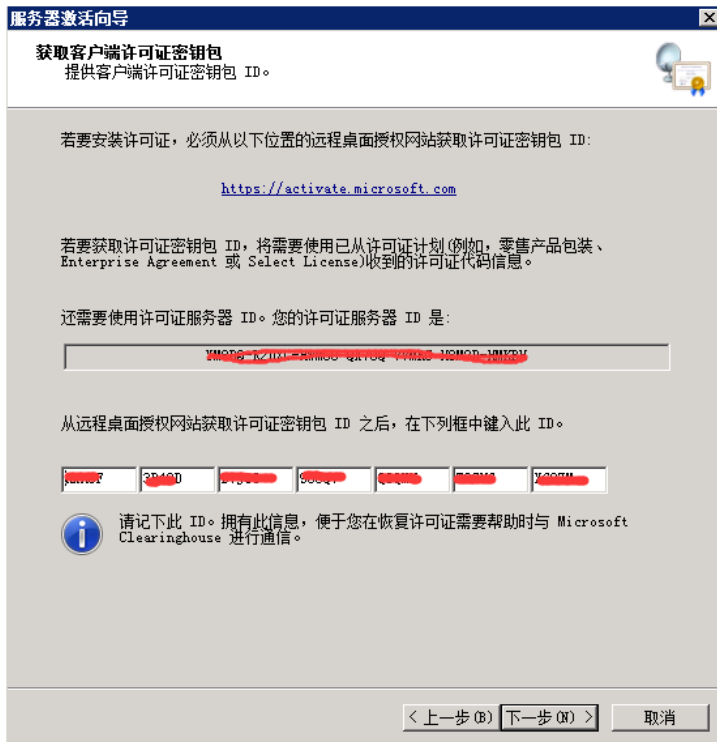 服务器激活向导
获取客户端许可证密钥包
提供客户端许可证密钥包 ID。
若要安装许可证，必须从以下位置的远程桌面授权网站获取许可证密钥包 ID:
https://activate.microsoft.com
若要获取许可证密钥包 ID，将需要使用已从许可证计划(例如，零售产品包装、
Enterprise Agreement 或 Select License)收到的许可证代码信息。
还需要使用许可证服务器 ID。您的许可证服务器 ID 是:
从远程桌面授权网站获取许可证密钥包 ID 之后，在下列框中键入此 ID。
请记下此 ID。拥有此信息，便于您在恢复许可证需要帮助时与 Microsoft
Clearinghouse 进行通信。
< 上一步(B) 下一步(N) > 取消